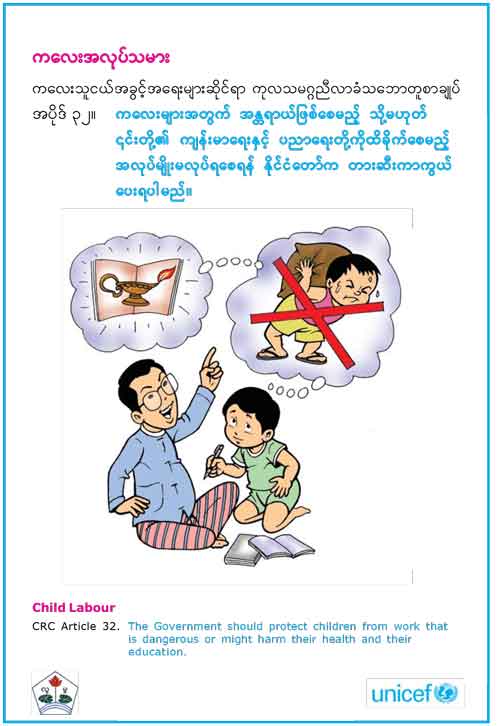 ကလေးအလုပ်သမား
ကလေးသူငယ်အခွင့်အရေးများဆိုင်ရာ ကုလသမဂ္ဂညီလာခံသဘောတူစာချုပ်
အပိုဒ် ၃၂။ ကလေးများအတွက် အန္တရာယ်ဖြစ်စေမည့် သို့မဟုတ်
၎င်းတို့၏ ကျန်းမာရေးနှင့် ပညာရေးတို့ကိုထိခိုက်စေမည့်
အလုပ်မျိုးမလုပ်ရစေရန် နိုင်ငံတော်က တားဆီးကာကွယ်
ပေးရပါမည်။
Child Labour
CRC Article 32. The Government should protect children from work that
is dangerous or might harm their health and their
education.
unicef